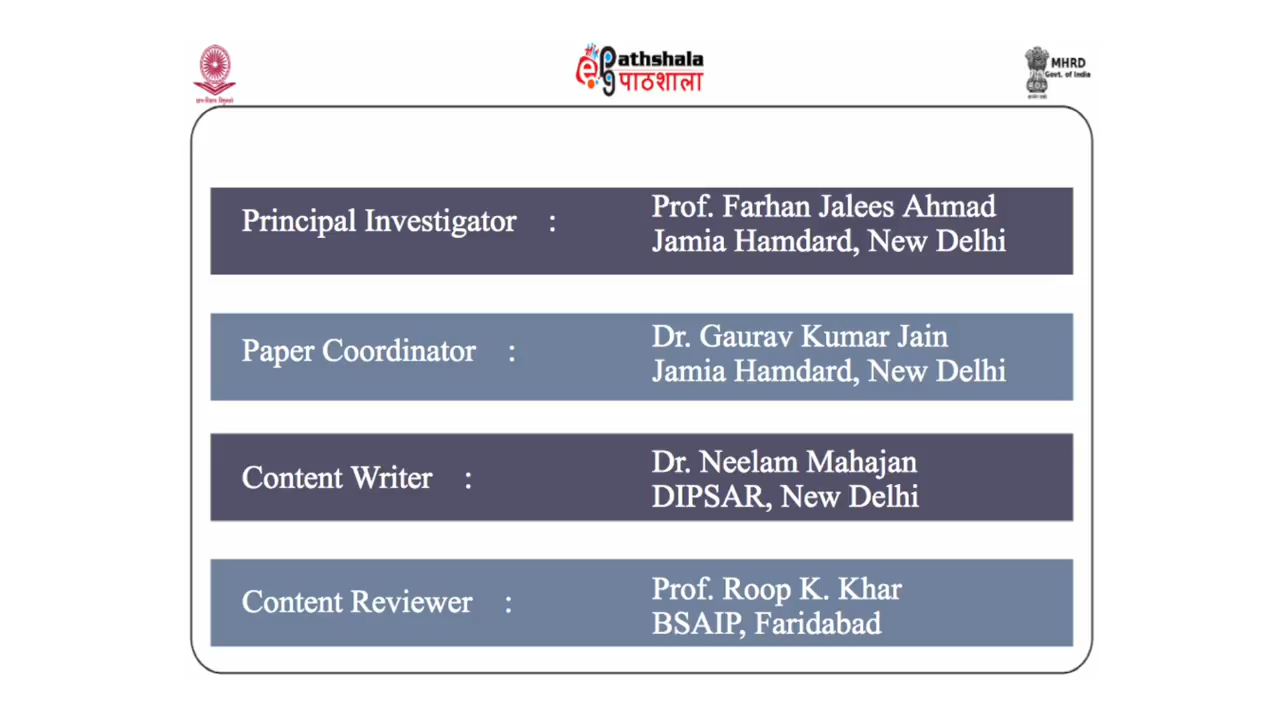 Pathshala
पाठशाला
MHRD
Govt. of India
Principal Investigator :
Prof. Farhan Jalees Ahmad
Jamia Hamdard, New Delhi
Paper Coordinator :
Dr. Gaurav Kumar Jain
Jamia Hamdard, New Delhi
Content Writer :
Dr. Neelam Mahajan
DIPSAR, New Delhi
Content Reviewer :
Prof. Roop K. Khar
BSAIP, Faridabad